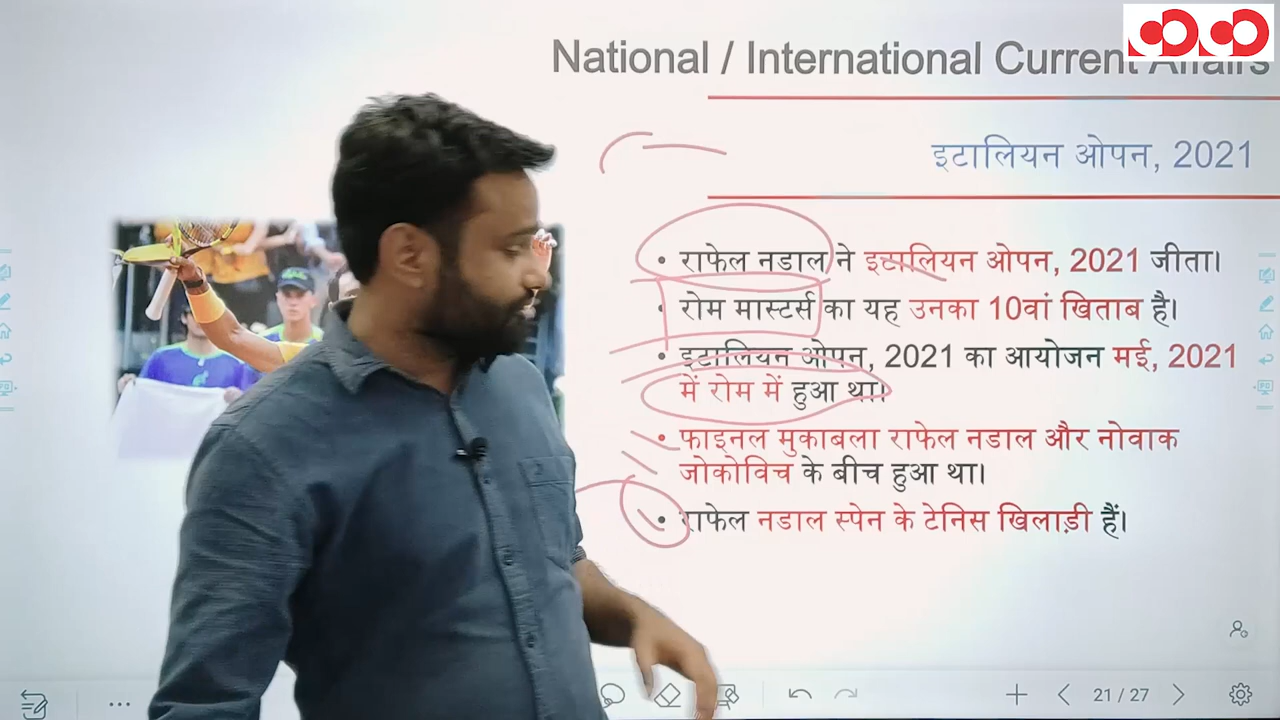 National / International Current Affairs
इटालियन ओपन, 2021
• राफेल नडाल ने इटालियन ओपन, 2021 जीता।
• रोम मास्टर्स का यह उनका 10वां खिताब है।
• इटालियन ओपन, 2021 का आयोजन मई, 2021
में रोम में हुआ था।
• फाइनल मुकाबला राफेल नडाल और नोवाक
जोकोविच के बीच हुआ था।
• राफेल नडाल स्पेन के टेनिस खिलाड़ी हैं।
21 / 27